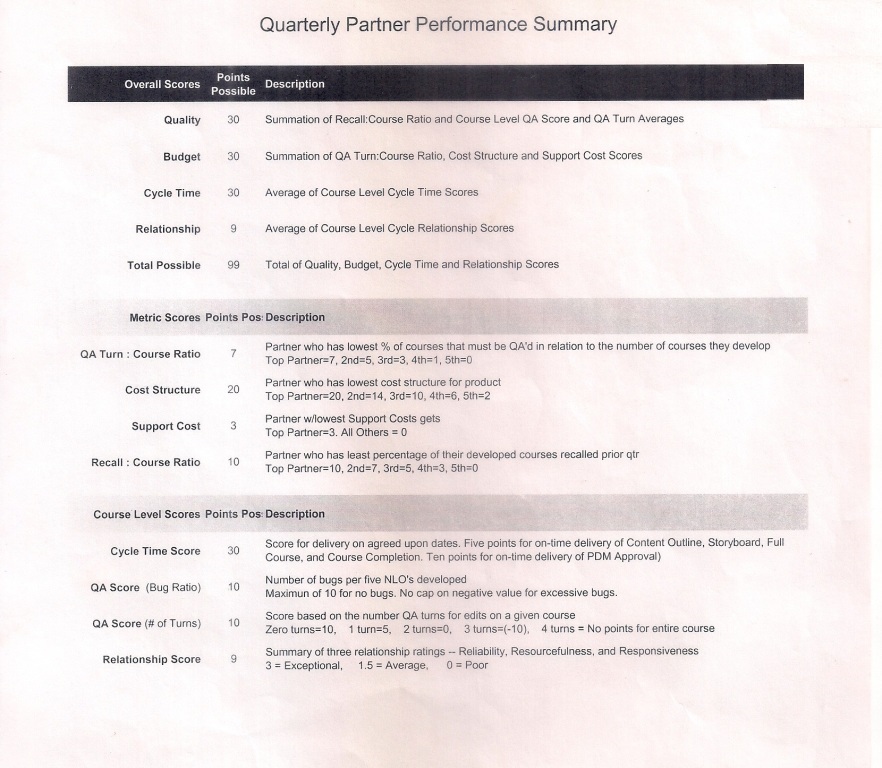 Quarterly Partner Performance Summary
Overall Scores Points Possible Description
Quality 30 Summation of Recall:Course Ratio and Course Level QA Score and QA Turn Averages
Budget 30 Summation of QA Turn:Course Ratio, Cost Structure and Support Cost Scores
Cycle Time 30 Average of Course Level Cycle Time Scores
Relationship 9 Average of Course Level Cycle Relationship Scores
Total Possible 99 Total of Quality, Budget, Cycle Time and Relationship Scores
Metric Scores Points Pos: Description
QA Turn : Course Ratio 7 Partner who has lowest % of courses that must be QA'd in relation to the number of courses they develop
Top Partner=7, 2nd=5, 3rd=3, 4th=1, 5th=0
Cost Structure 20 Partner who has lowest cost structure for product
Top Partner=20, 2nd=14, 3rd=10, 4th=6, 5th=2
Support Cost 3 Partner w/lowest Support Costs gets
Top Partner=3. All Others = 0
Recall : Course Ratio 10 Partner who has least percentage of their developed courses recalled prior qtr
Top Partner=10, 2nd=7, 3rd=5, 4th=3, 5th=0
Course Level Scores Points Pos: Description
Cycle Time Score 30 Score for delivery on agreed upon dates. Five points for on-time delivery of Content Outline, Storyboard, Full
Course, and Course Completion. Ten points for on-time delivery of PDM Approval)
QA Score (Bug Ratio) 10 Number of bugs per five NLO's developed
Maximun of 10 for no bugs. No cap on negative value for excessive bugs.
QA Score (# of Turns) 10 Score based on the number QA turns for edits on a given course
Zero turns=10, 1 turn=5, 2 turns=0, 3 turns=(-10), 4 turns = No points for entire course
Relationship Score 9 Summary of three relationship ratings -- Reliability, Resourcefulness, and Responsiveness
3 = Exceptional, 1.5 = Average, 0 = Poor